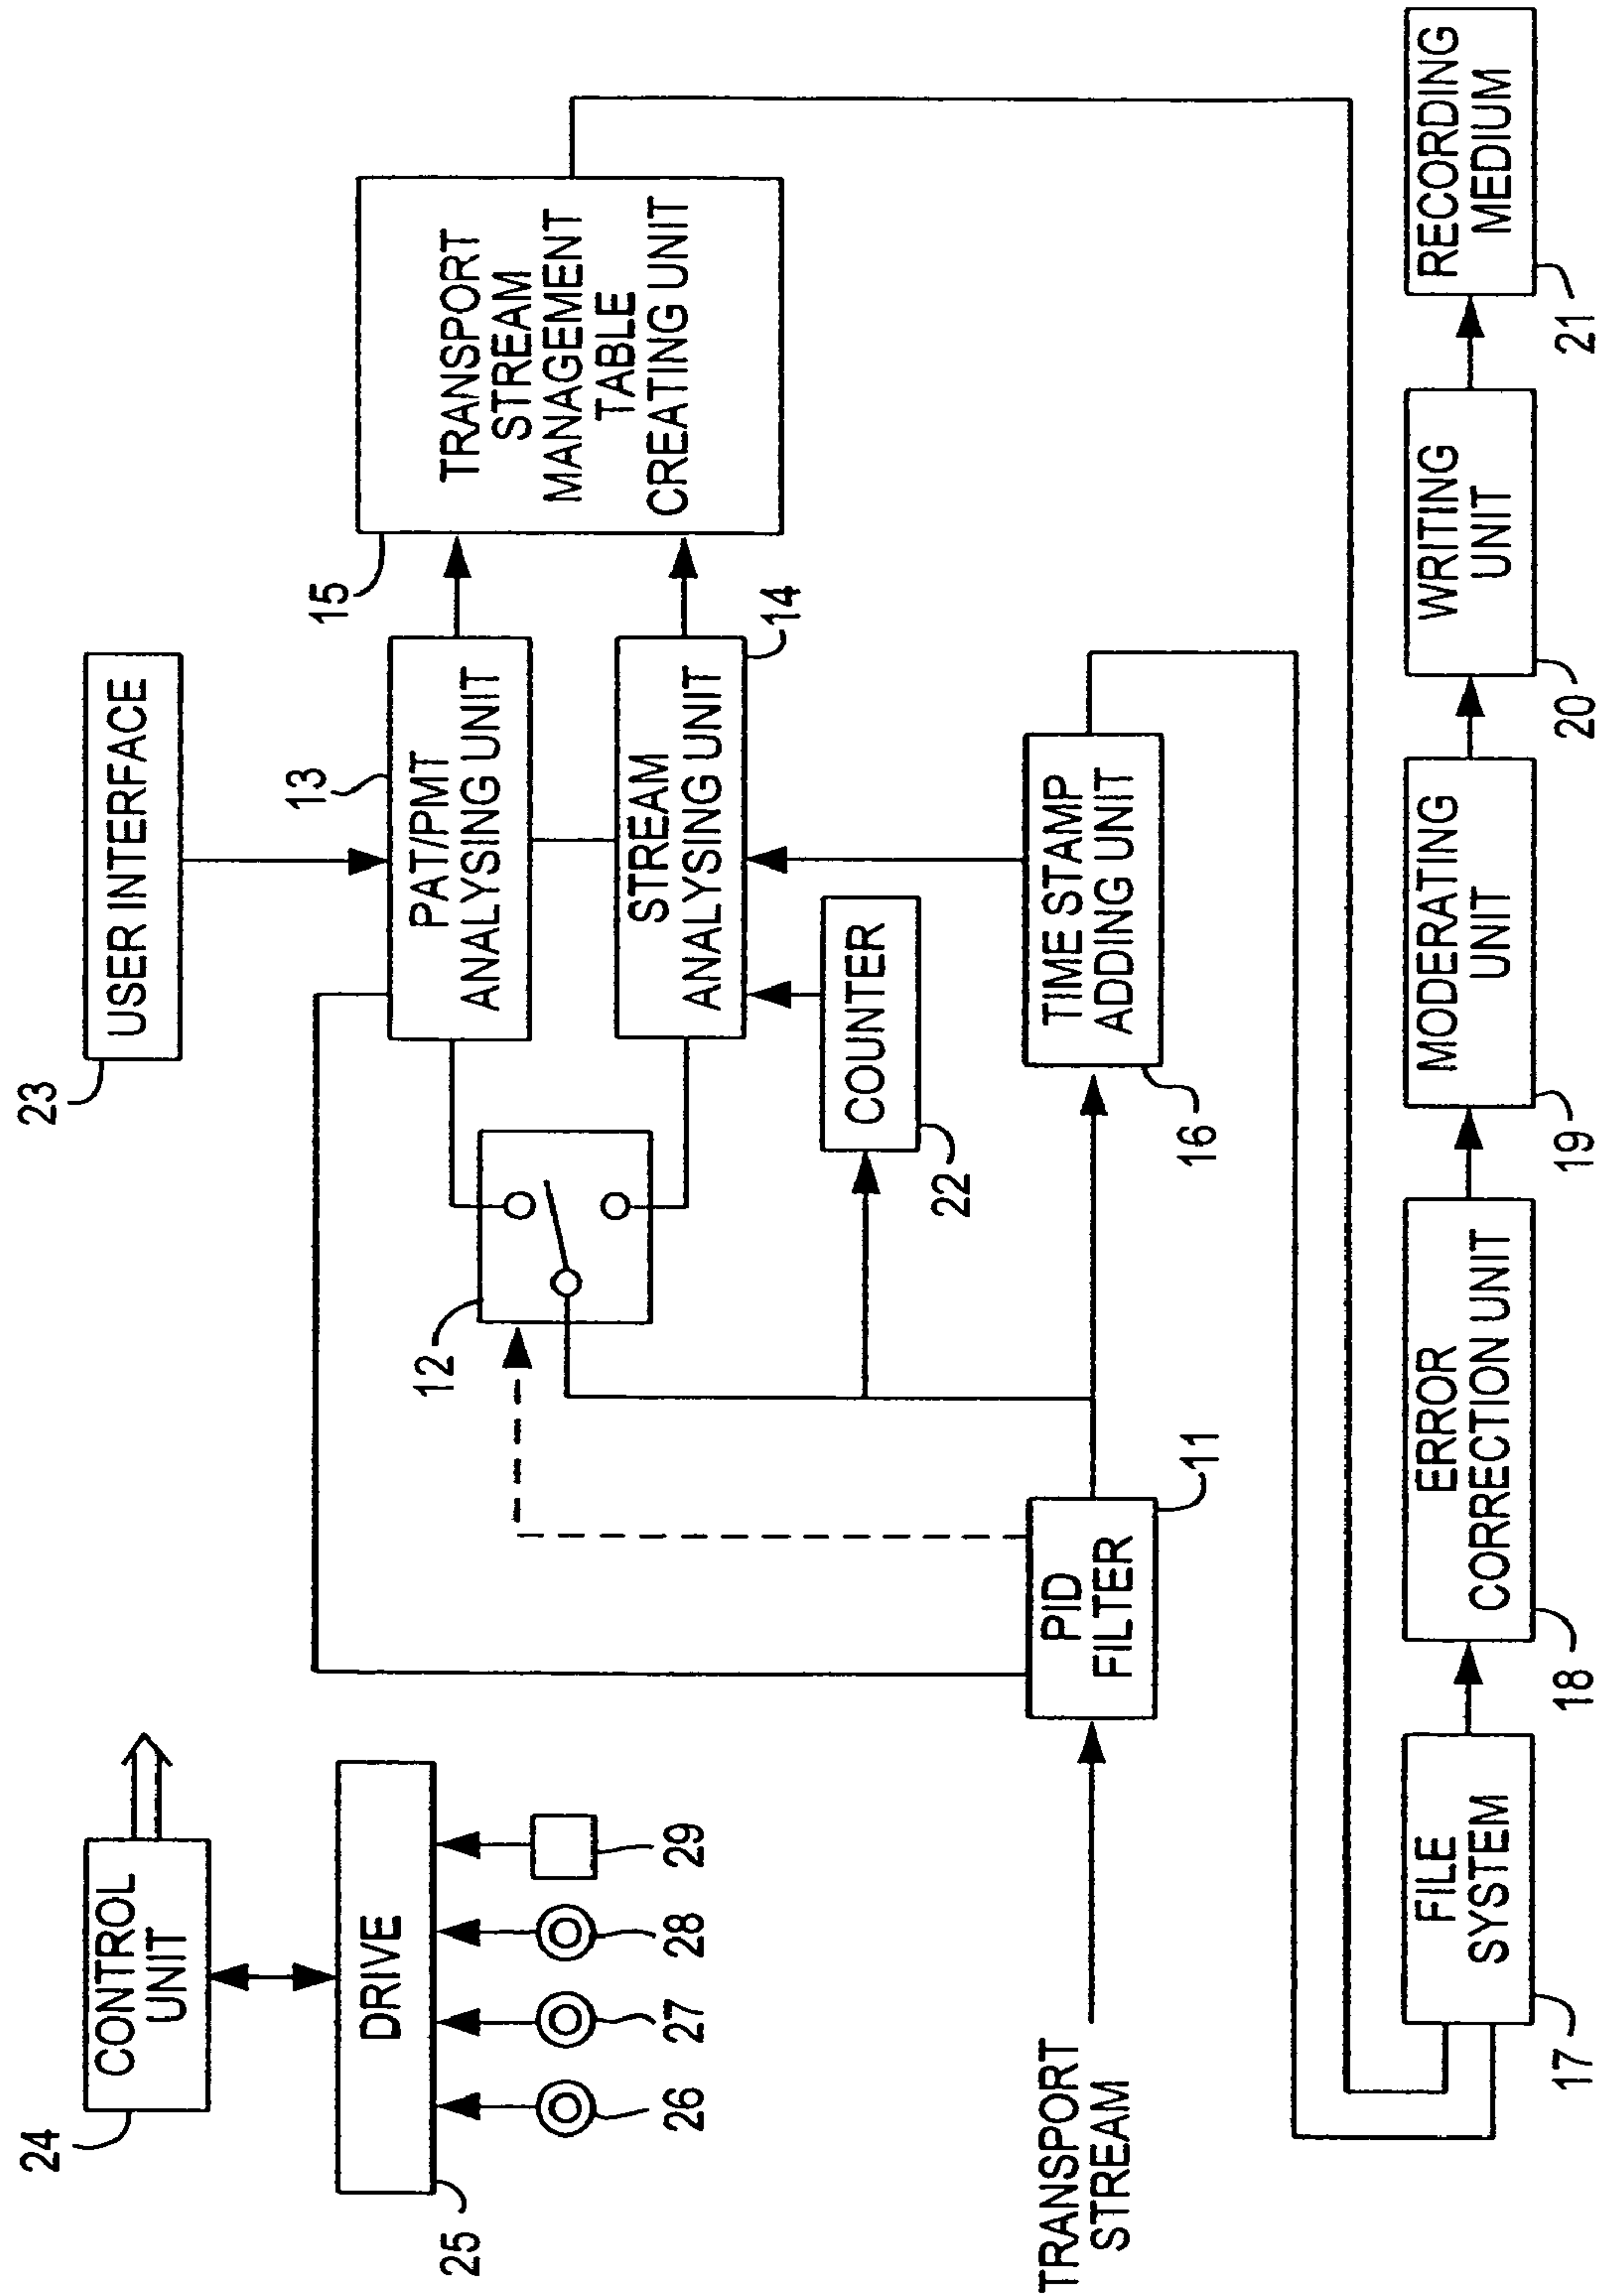 24
CONTROL
UNIT
23
USER INTERFACE
25
DRIVE
26
27
28
29
12
13
PAT/PMT
ANALYSING UNIT
STREAM
ANALYSING UNIT
14
15
TRANSPORT
STREAM
MANAGEMENT
TABLE
CREATING UNIT
COUNTER
22
TRANSPORT
STREAM
PID
FILTER
11
TIME STAMP
ADDING UNIT
16
FILE
SYSTEM
17
ERROR
CORRECTION UNIT
18
MODERATING
UNIT
19
WRITING
UNIT
20
RECORDING
MEDIUM
21